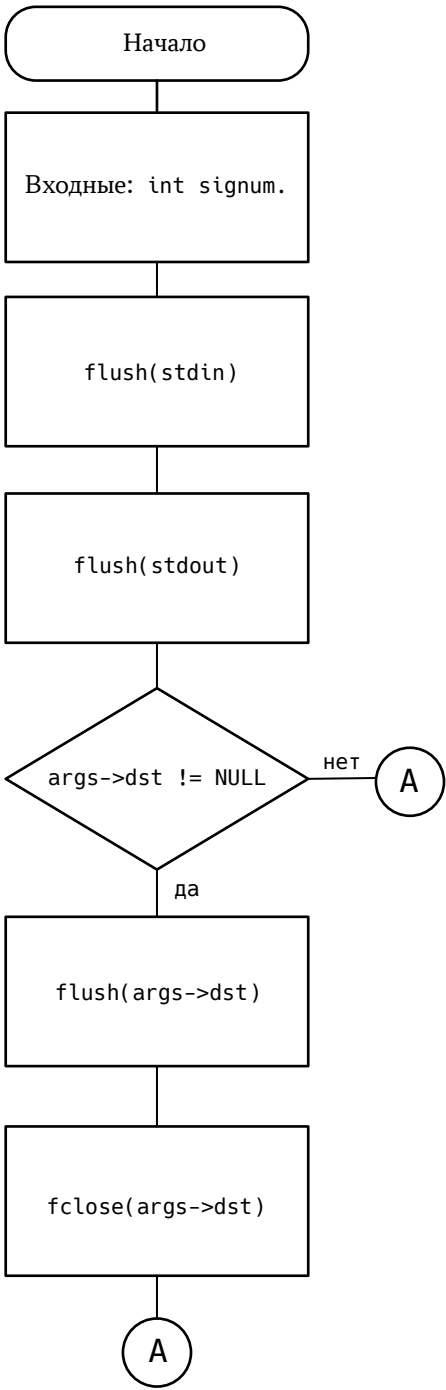 Начало
Входные: int signum.
flush(stdin)
flush(stdout)
args->dst != NULL
нет
A
да
flush(args->dst)
fclose(args->dst)
A